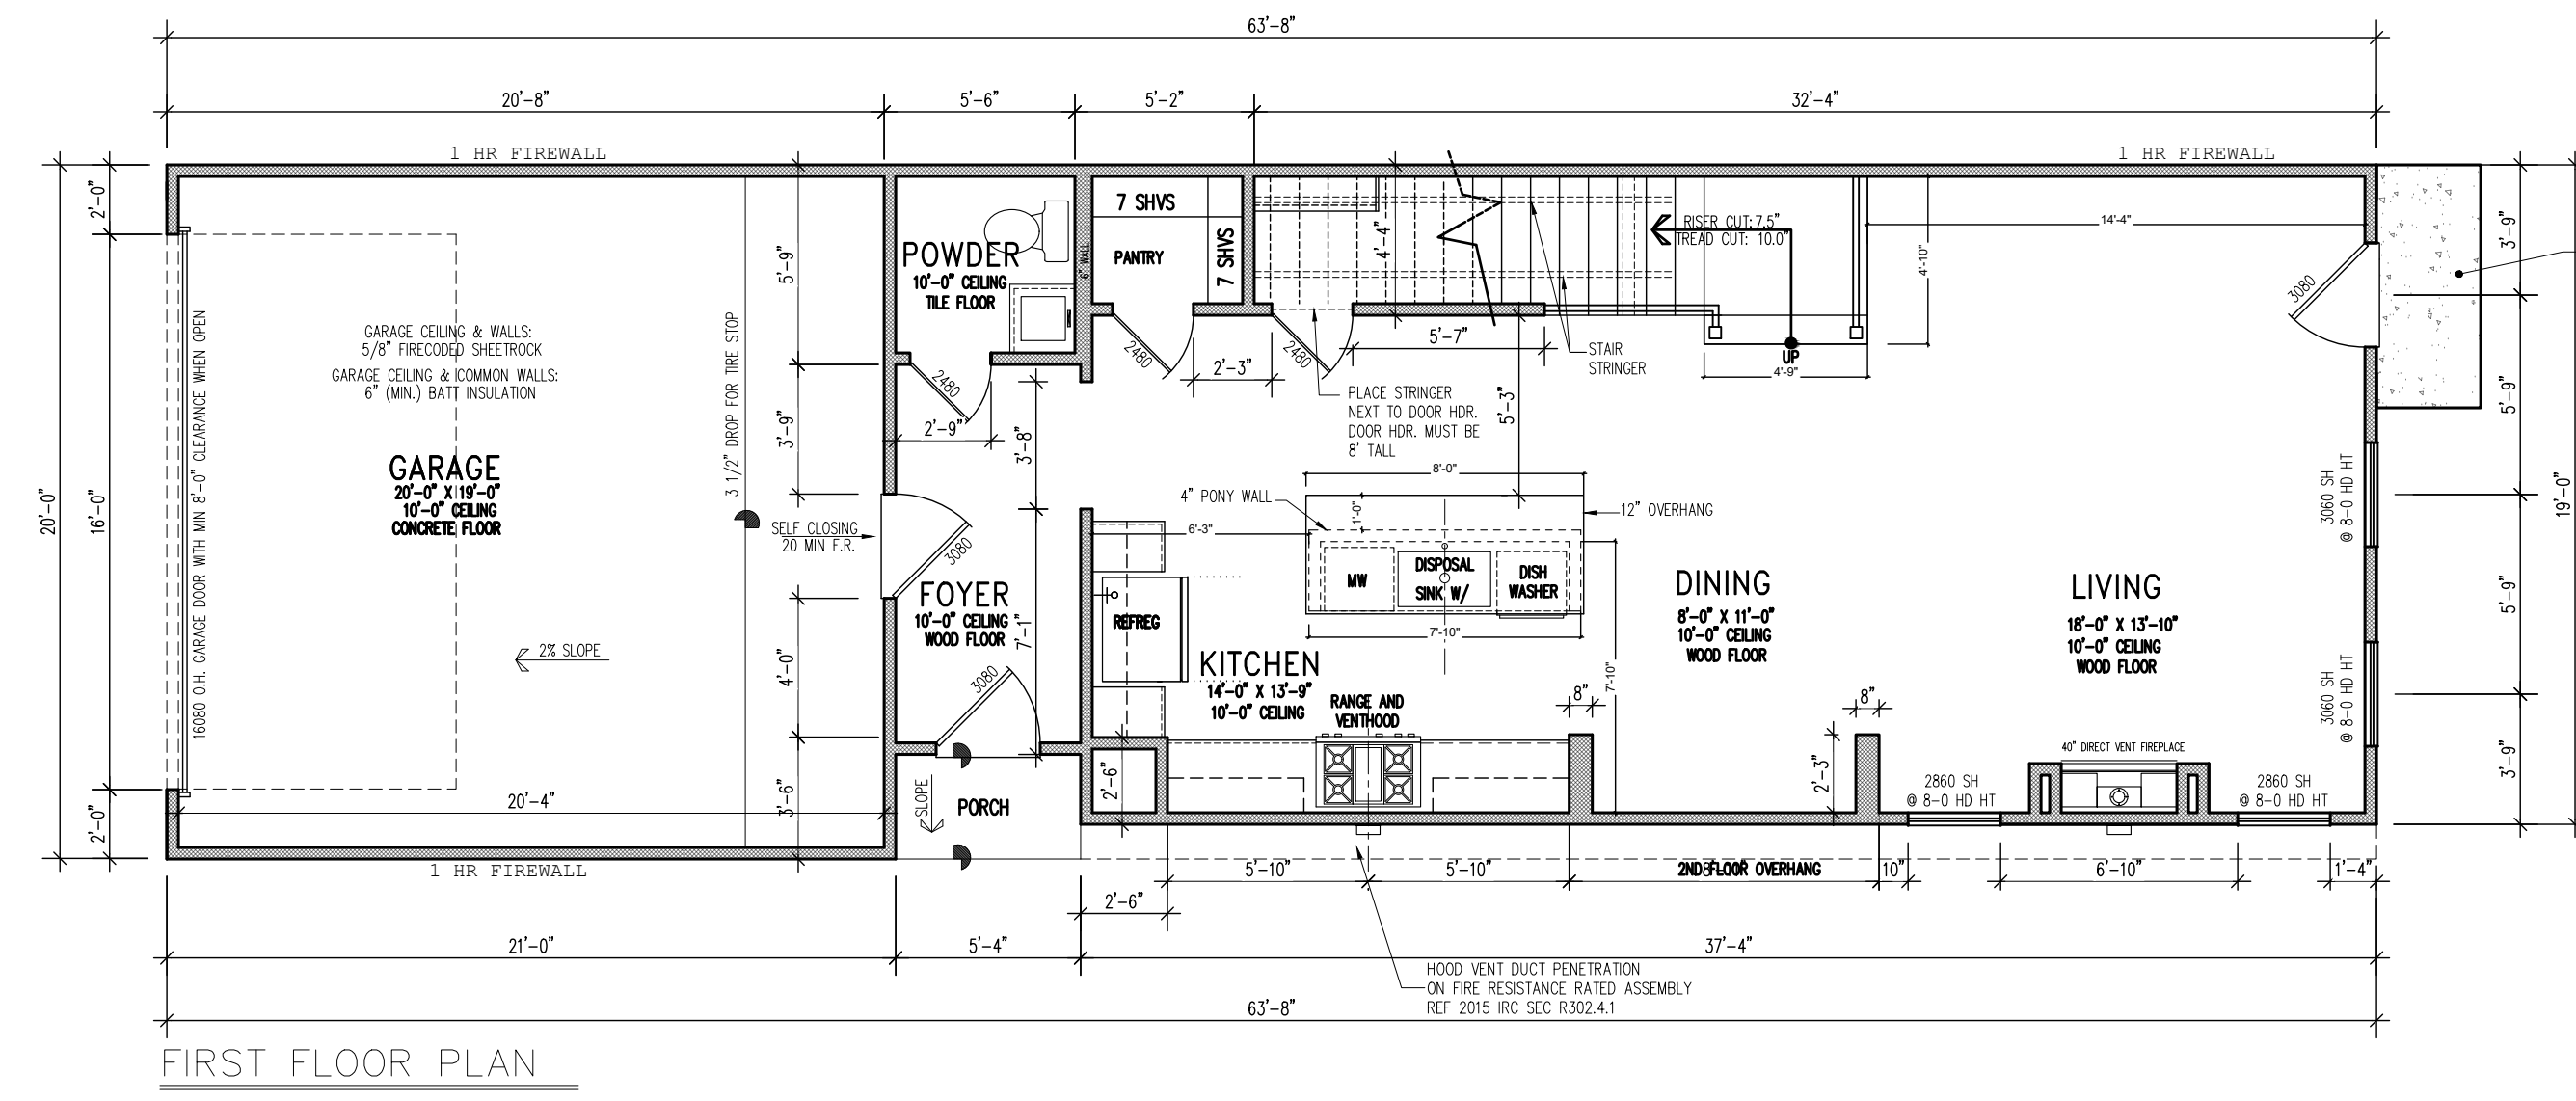 63'-8"
20'-8"
5'-6"
5'-2"
32'-4"
1 HR FIREWALL
1 HR FIREWALL
20'-0"
2'-0"
16'-0"
2'-0"
16080 O.H. GARAGE DOOR WITH MIN 8'-0" CLEARANCE WHEN OPEN
GARAGE CEILING & WALLS:
5/8" FIRECODED SHEETROCK
GARAGE CEILING & COMMON WALLS:
6" (MIN.) BATT INSULATION
GARAGE
20'-0" X 19'-0"
10'-0" CEILING
CONCRETE FLOOR
3 1/2" DROP FOR TIRE STOP
2% SLOPE
20'-4"
5'-9"
3'-9"
4'-0"
3'-6"
SELF CLOSING
20 MIN F.R.
POWDER
10'-0" CEILING
TILE FLOOR
6" WALL
2480
2'-9"
3'-8"
3080
FOYER
10'-0" CEILING
WOOD FLOOR
7'-1"
3080
SLOPE
PORCH
7 SHVS
PANTRY
7 SHVS
2480
2'-3"
2480
4'-4"
5'-7"
STAIR
STRINGER
PLACE STRINGER
NEXT TO DOOR HDR.
DOOR HDR. MUST BE
8' TALL
5'-3"
RISER CUT: 7.5"
TREAD CUT: 10.0"
UP
4'-9"
4'-10"
14'-4"
3080
8'-0"
4" PONY WALL
1'-0"
12" OVERHANG
6'-3"
MW
DISPOSAL
SINK W/
DISH
WASHER
7'-10"
7'-10"
REFREG
KITCHEN
14'-0" X 13'-9"
10'-0" CEILING
RANGE AND
VENTHOOD
2'-6"
8"
DINING
8'-0" X 11'-0"
10'-0" CEILING
WOOD FLOOR
8"
2'-3"
LIVING
18'-0" X 13'-10"
10'-0" CEILING
WOOD FLOOR
40" DIRECT VENT FIREPLACE
2860 SH
@ 8-0 HD HT
2860 SH
@ 8-0 HD HT
3060 SH
@ 8-0 HD HT
3060 SH
@ 8-0 HD HT
3'-9"
5'-9"
5'-9"
3'-9"
19'-0"
1 HR FIREWALL
5'-10"
5'-10"
2ND FLOOR OVERHANG
10"
6'-10"
1'-4"
2'-6"
21'-0"
5'-4"
37'-4"
HOOD VENT DUCT PENETRATION
ON FIRE RESISTANCE RATED ASSEMBLY
REF 2015 IRC SEC R302.4.1
63'-8"
FIRST FLOOR PLAN